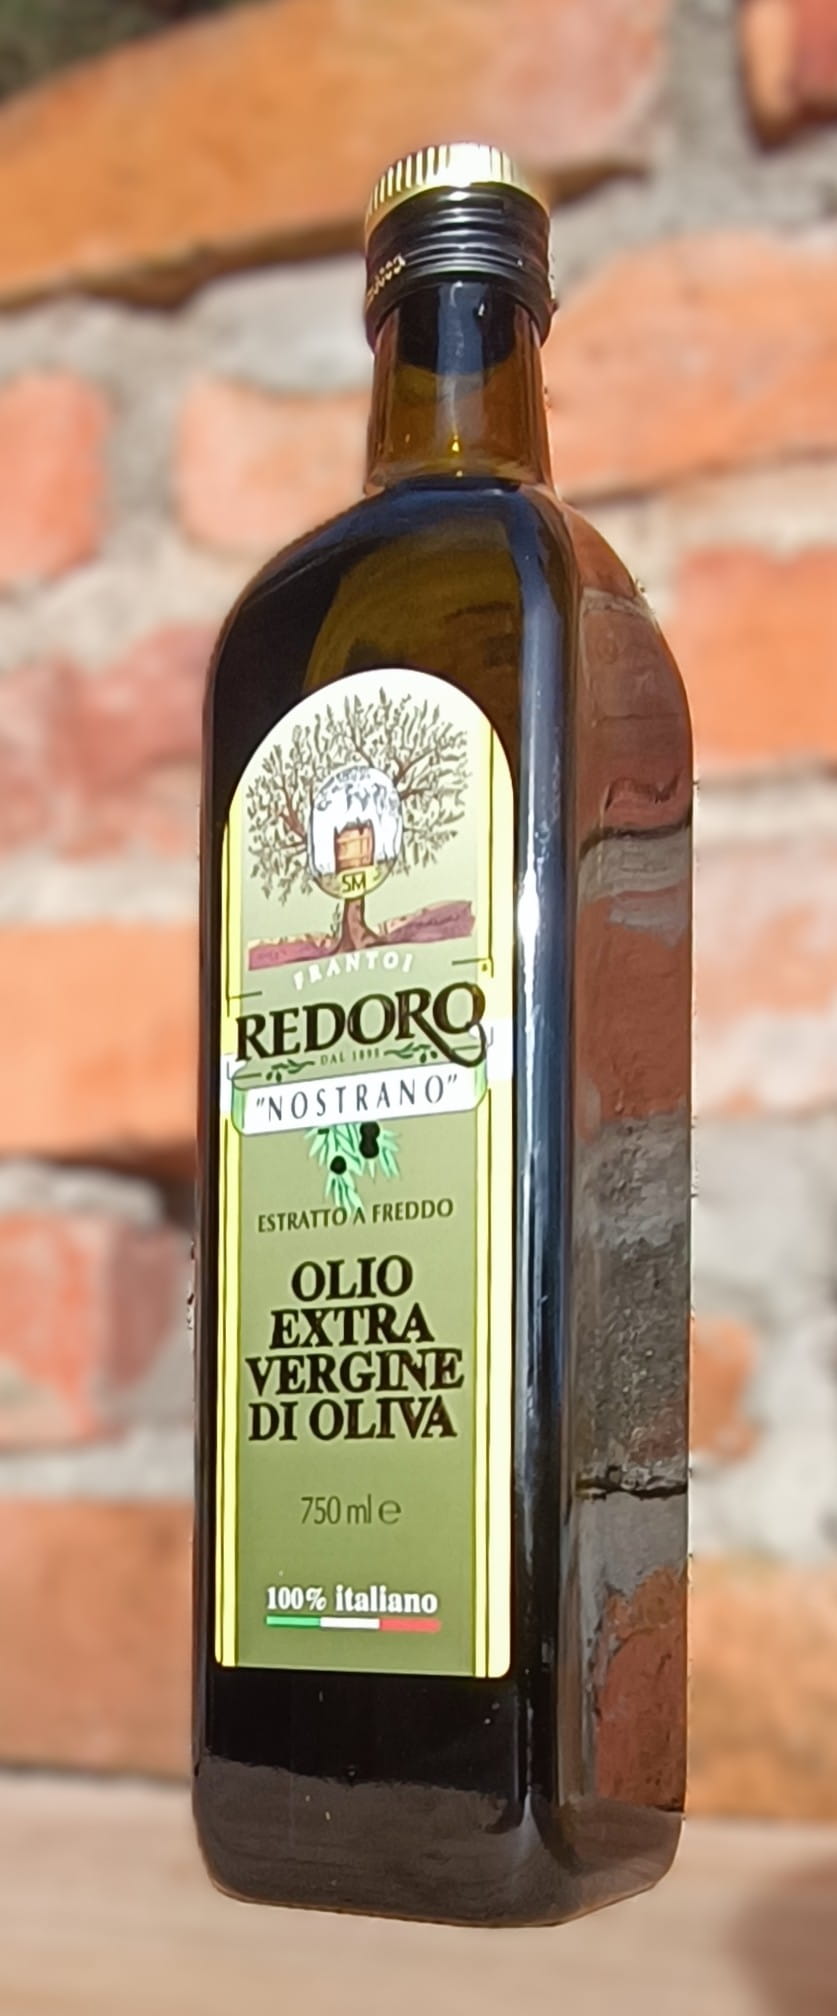 SM
FRANTOI
REDORO
DAL 1895
"NOSTRANO"
ESTRATTO A FREDDO
OLIO
EXTRA
VERGINE
DI OLIVA
750 ml ℮
100% italiano